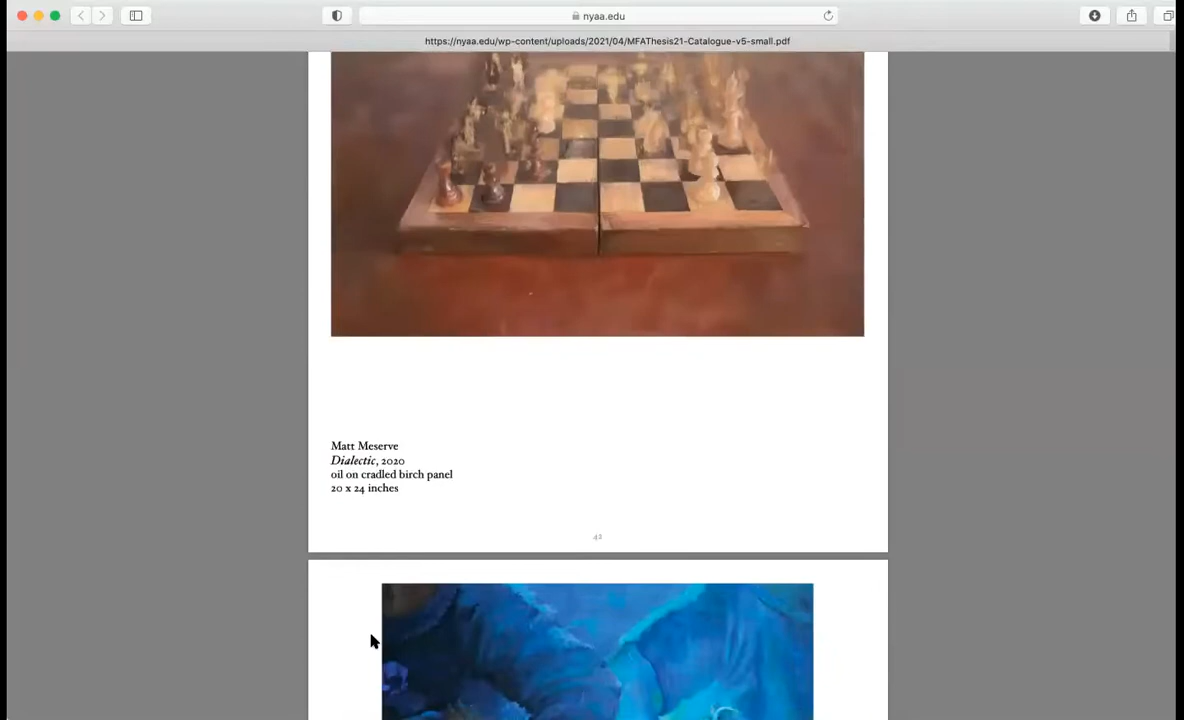 nyaa.edu
https://nyaa.edu/wp-content/uploads/2021/04/MFAThesis21-Catalogue-v5-small.pdf
Matt Meserve
Dialectic, 2020
oil on cradled birch panel
20 x 24 inches
42